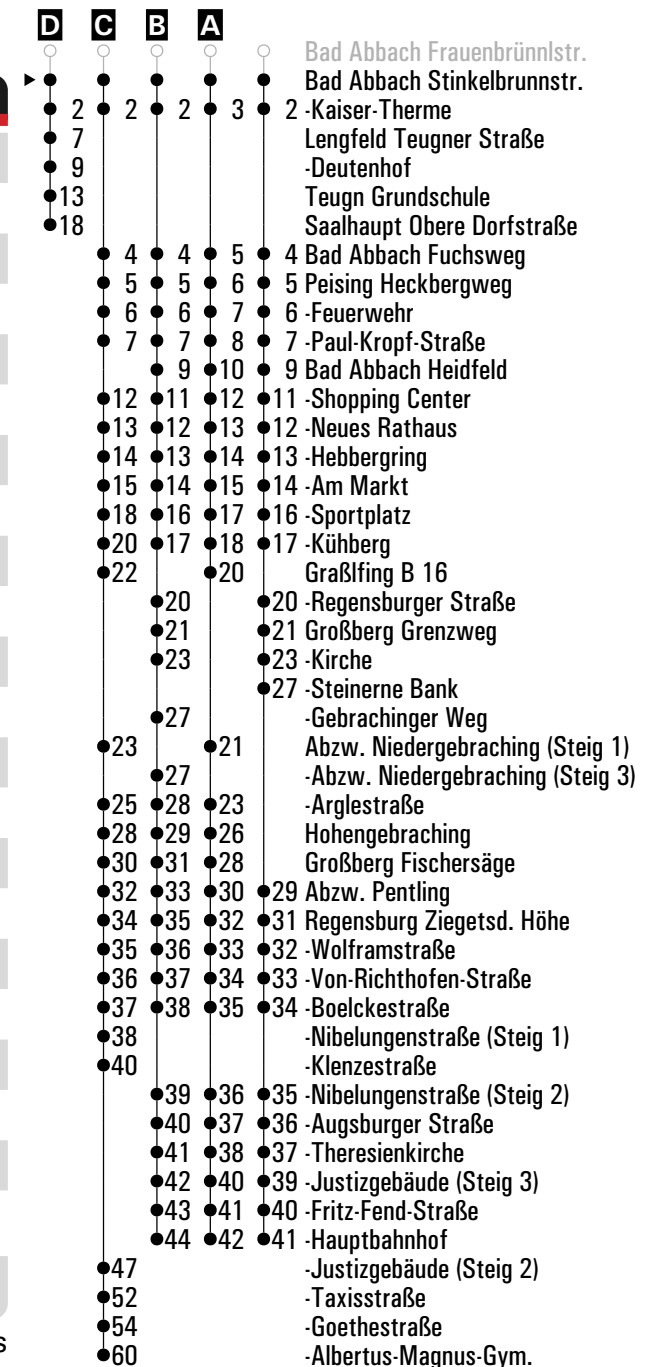 D C B A
Bad Abbach Frauenbrünnlstr.
Bad Abbach Stinkelbrunnstr.
2 2 2 3 2 -Kaiser-Therme
7 Lengfeld Teugner Straße
9 -Deutenhof
13 Teugn Grundschule
18 Saalhaupt Obere Dorfstraße
4 4 5 4 Bad Abbach Fuchsweg
5 5 6 5 Peising Heckbergweg
6 6 7 6 -Feuerwehr
7 7 8 7 -Paul-Kropf-Straße
9 10 9 Bad Abbach Heidfeld
12 11 12 11 -Shopping Center
13 12 13 12 -Neues Rathaus
14 13 14 13 -Hebbergring
15 14 15 14 -Am Markt
18 16 17 16 -Sportplatz
20 17 18 17 -Kühberg
22 20 Graßlfing B 16
20 20 -Regensburger Straße
21 21 Großberg Grenzweg
23 23 -Kirche
27 -Steinerne Bank
27 -Gebrachinger Weg
23 21 Abzw. Niedergebraching (Steig 1)
27 -Abzw. Niedergebraching (Steig 3)
25 28 23 -Arglestraße
28 29 26 Hohengebraching
30 31 28 Großberg Fischersäge
32 33 30 29 Abzw. Pentling
34 35 32 31 Regensburg Ziegetsd. Höhe
35 36 33 32 -Wolframstraße
36 37 34 33 -Von-Richthofen-Straße
37 38 35 34 -Boelckestraße
38 -Nibelungenstraße (Steig 1)
40 -Klenzestraße
39 36 35 -Nibelungenstraße (Steig 2)
40 37 36 -Augsburger Straße
41 38 37 -Theresienkirche
42 40 39 -Justizgebäude (Steig 3)
43 41 40 -Fritz-Fend-Straße
44 42 41 -Hauptbahnhof
47 -Justizgebäude (Steig 2)
52 -Taxisstraße
54 -Goethestraße
s
60 -Albertus-Magnus-Gym.